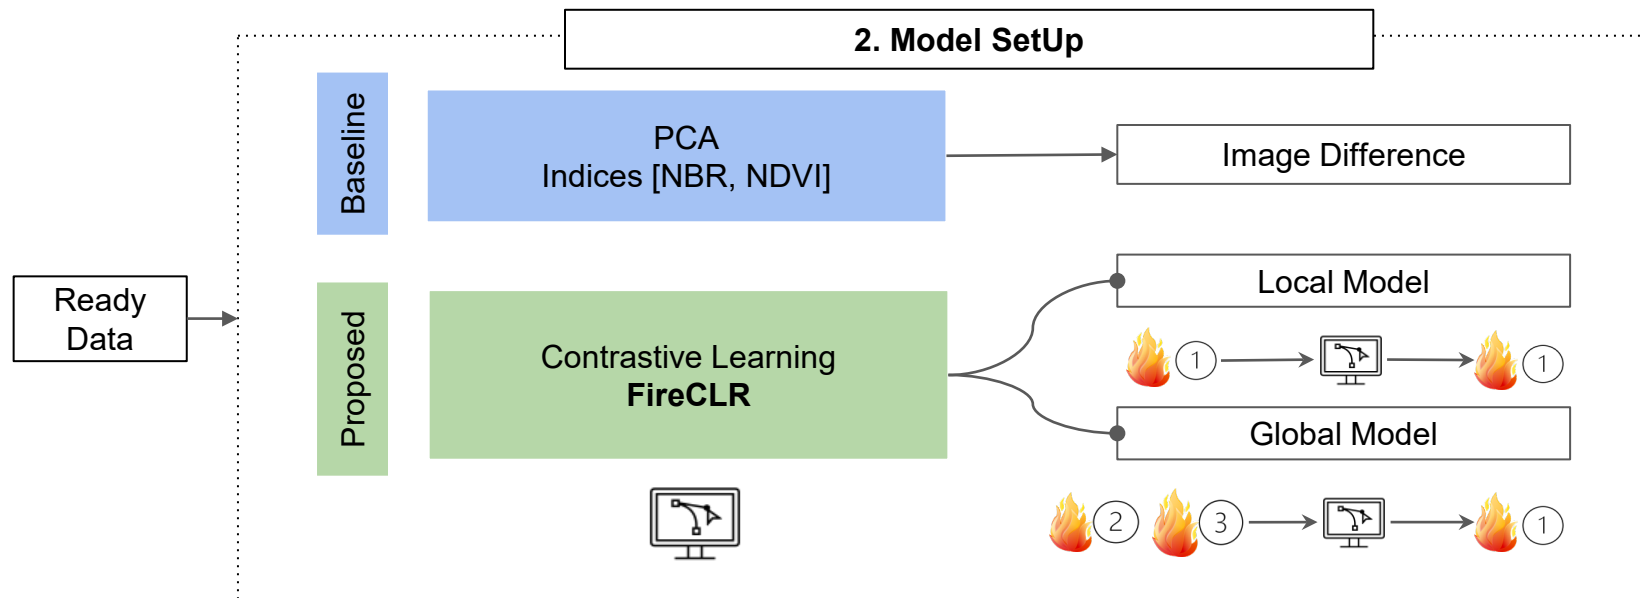 2. Model SetUp
Baseline
PCA
Indices [NBR, NDVI]
Image Difference
Ready
Data
Proposed
Contrastive Learning
FireCLR
Local Model
1
1
Global Model
2
3
1